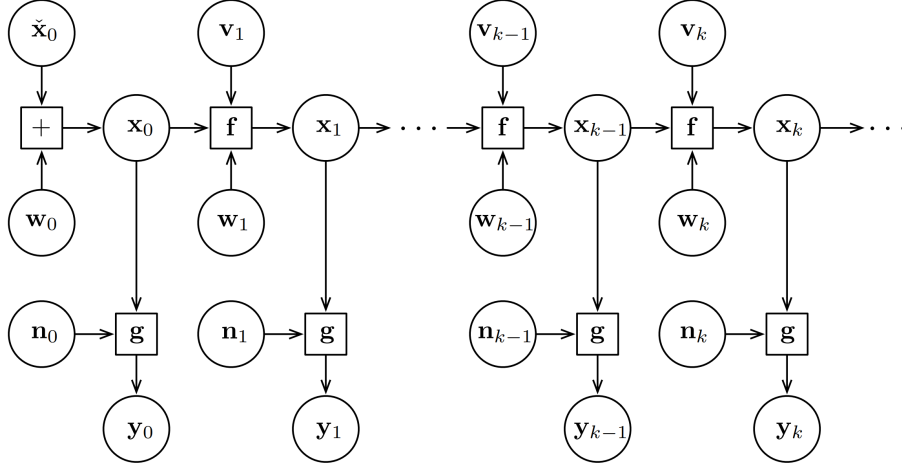 x̌₀ v₁ vₖ₋₁ vₖ
+ x₀ f x₁ ··· f xₖ₋₁ f xₖ ···
w₀ w₁ wₖ₋₁ wₖ
n₀ g n₁ g nₖ₋₁ g nₖ g
y₀ y₁ yₖ₋₁ yₖ